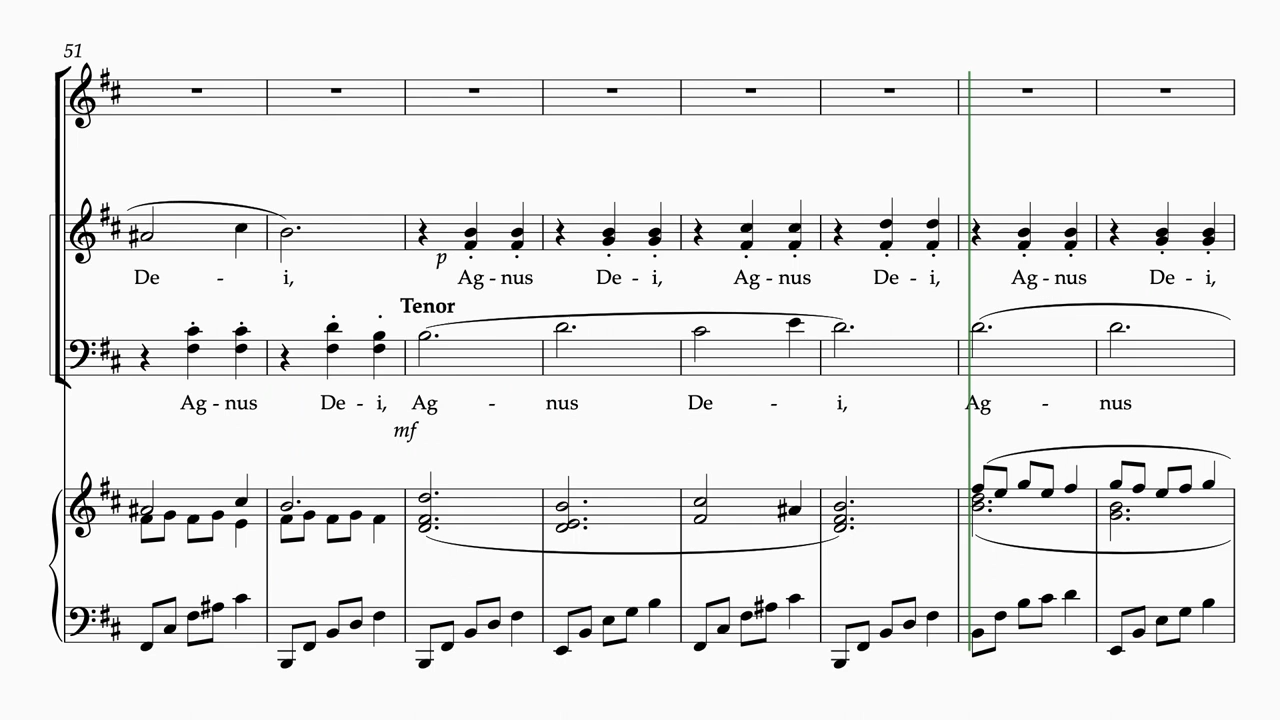 51
p
De - i, Ag - nus De - i, Ag - nus De - i, Ag - nus De - i,
Tenor
Ag - nus De - i, Ag - nus De - i, Ag - nus
mf